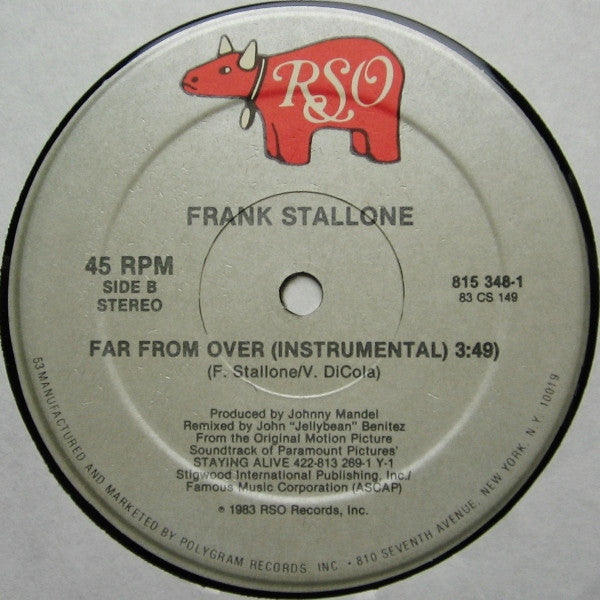 RSO
FRANK STALLONE
45 RPM
SIDE B
STEREO
815 348-1
83 CS 149
FAR FROM OVER (INSTRUMENTAL) 3:49)
(F. Stallone/V. DiCola)
Produced by Johnny Mandel
Remixed by John "Jellybean" Benitez
From the Original Motion Picture
Soundtrack of Paramount Pictures'
STAYING ALIVE 422-813 269-1 Y-1
Stigwood International Publishing, Inc./
Famous Music Corporation (ASCAP)
℗ 1983 RSO Records, Inc.
53 MANUFACTURED AND MARKETED BY POLYGRAM RECORDS, INC. • 810 SEVENTH AVENUE, NEW YORK, N.Y. 10019